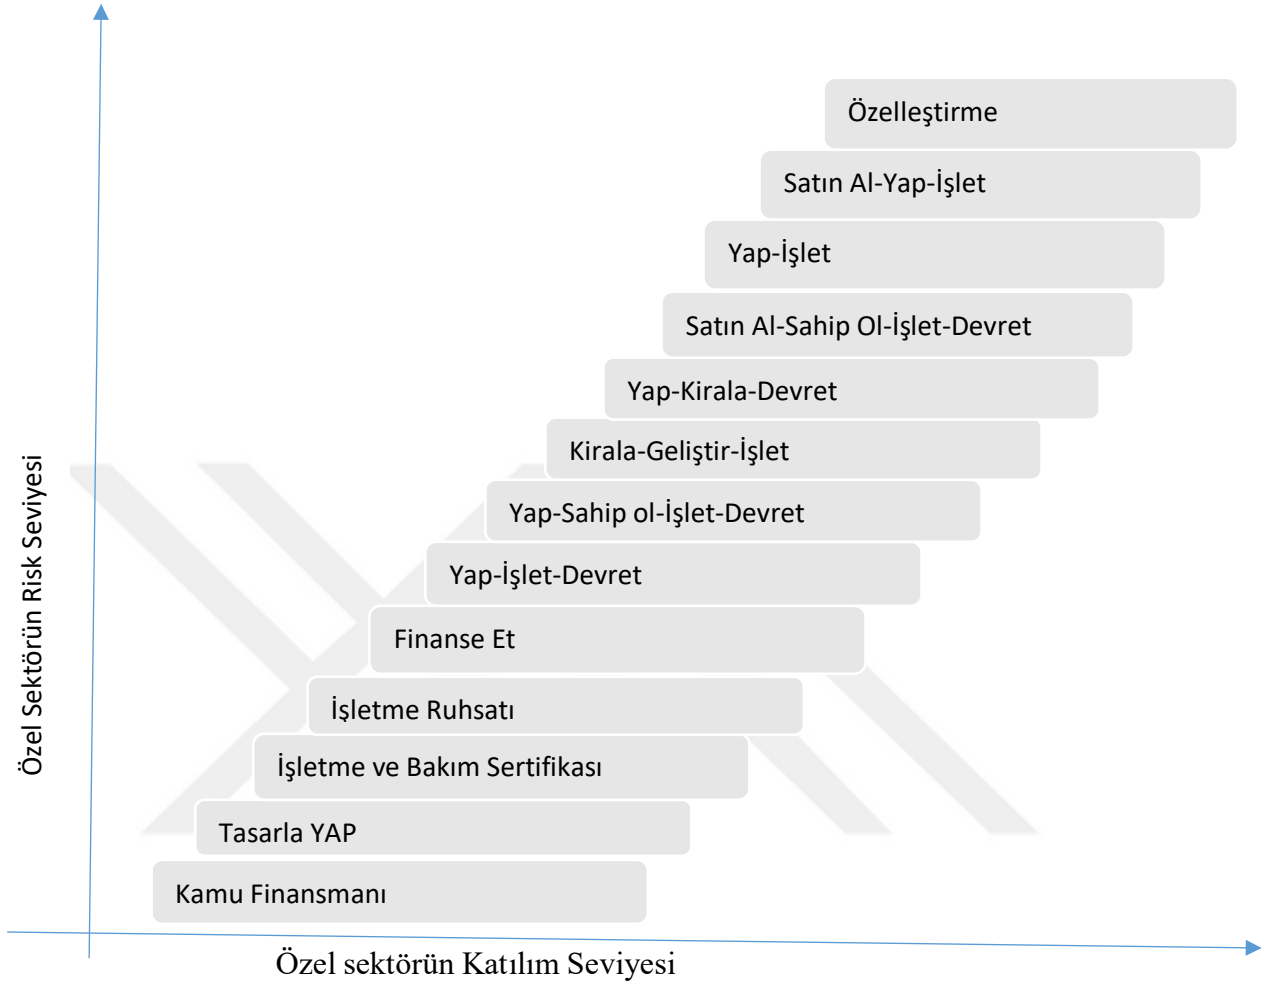 Özelleştirme
Satın Al-Yap-İşlet
Yap-İşlet
Satın Al-Sahip Ol-İşlet-Devret
Yap-Kirala-Devret
Kirala-Geliştir-İşlet
Yap-Sahip ol-İşlet-Devret
Yap-İşlet-Devret
Finanse Et
İşletme Ruhsatı
İşletme ve Bakım Sertifikası
Tasarla YAP
Kamu Finansmanı
Özel Sektörün Risk Seviyesi
Özel sektörün Katılım Seviyesi